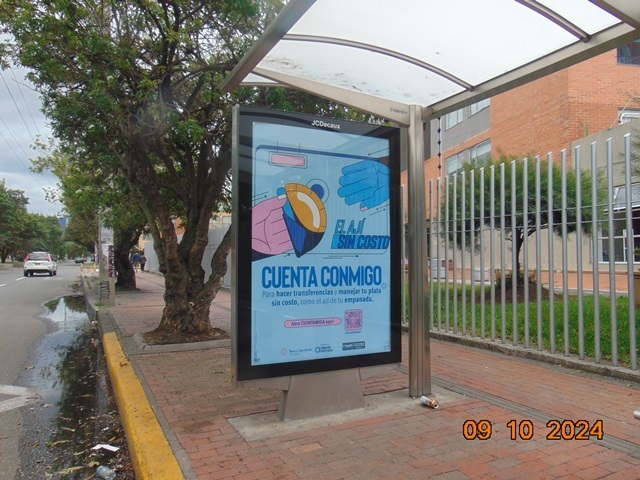 JCDecaux
EL AJÍ
SIN COSTO
CUENTA CONMIGO
Para hacer transferencias y manejar tu plata
sin costo, como el ají de tu empanada.
09 10 2024